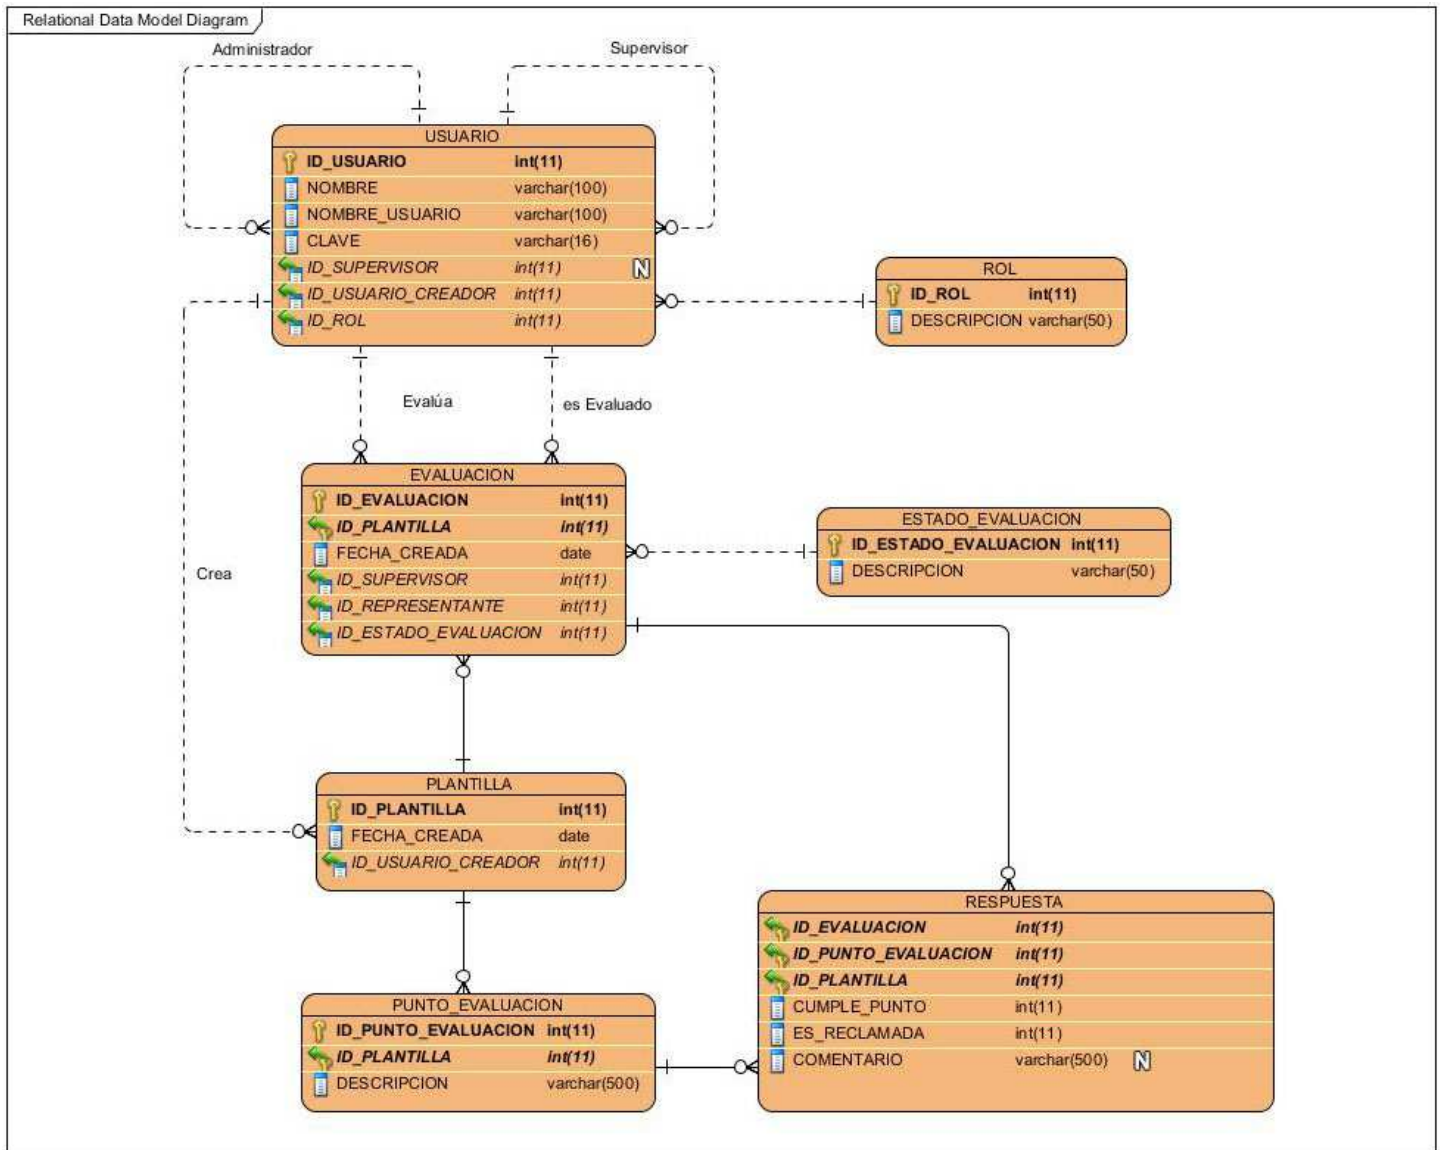 Relational Data Model Diagram
Administrador
Supervisor
USUARIO
ID_USUARIO int(11)
NOMBRE varchar(100)
NOMBRE_USUARIO varchar(100)
CLAVE varchar(16)
ID_SUPERVISOR int(11) N
ID_USUARIO_CREADOR int(11)
ID_ROL int(11)
ROL
ID_ROL int(11)
DESCRIPCION varchar(50)
Evalúa
es Evaluado
EVALUACION
ID_EVALUACION int(11)
ID_PLANTILLA int(11)
FECHA_CREADA date
ID_SUPERVISOR int(11)
ID_REPRESENTANTE int(11)
ID_ESTADO_EVALUACION int(11)
ESTADO_EVALUACION
ID_ESTADO_EVALUACION int(11)
DESCRIPCION varchar(50)
Crea
PLANTILLA
ID_PLANTILLA int(11)
FECHA_CREADA date
ID_USUARIO_CREADOR int(11)
RESPUESTA
ID_EVALUACION int(11)
ID_PUNTO_EVALUACION int(11)
ID_PLANTILLA int(11)
CUMPLE_PUNTO int(11)
ES_RECLAMADA int(11)
COMENTARIO varchar(500) N
PUNTO_EVALUACION
ID_PUNTO_EVALUACION int(11)
ID_PLANTILLA int(11)
DESCRIPCION varchar(500)